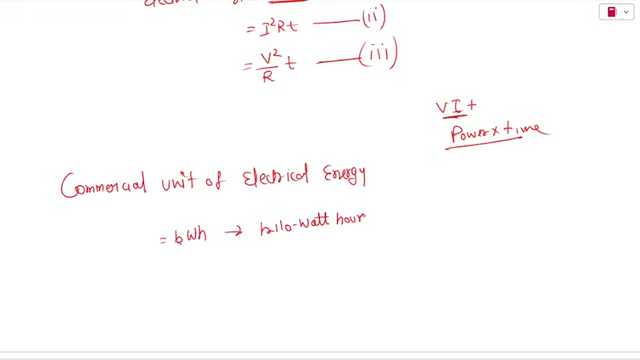 = I²Rt —— (ii)
= V²/R t —— (iii)
VIt
Power x time
Commercial unit of Electrical Energy
= kWh → kilo-watt hour